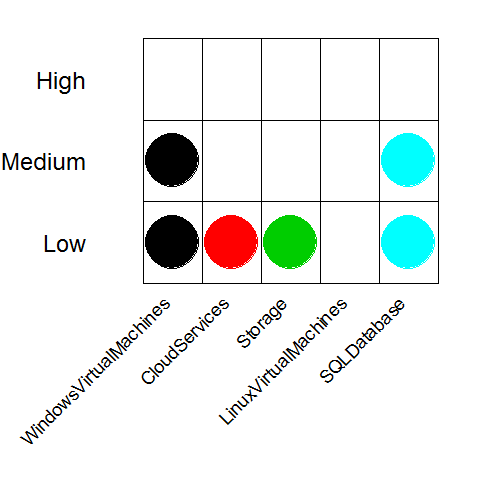 High
Medium
Low
WindowsVirtualMachines
CloudServices
Storage
LinuxVirtualMachines
SQLDatabase